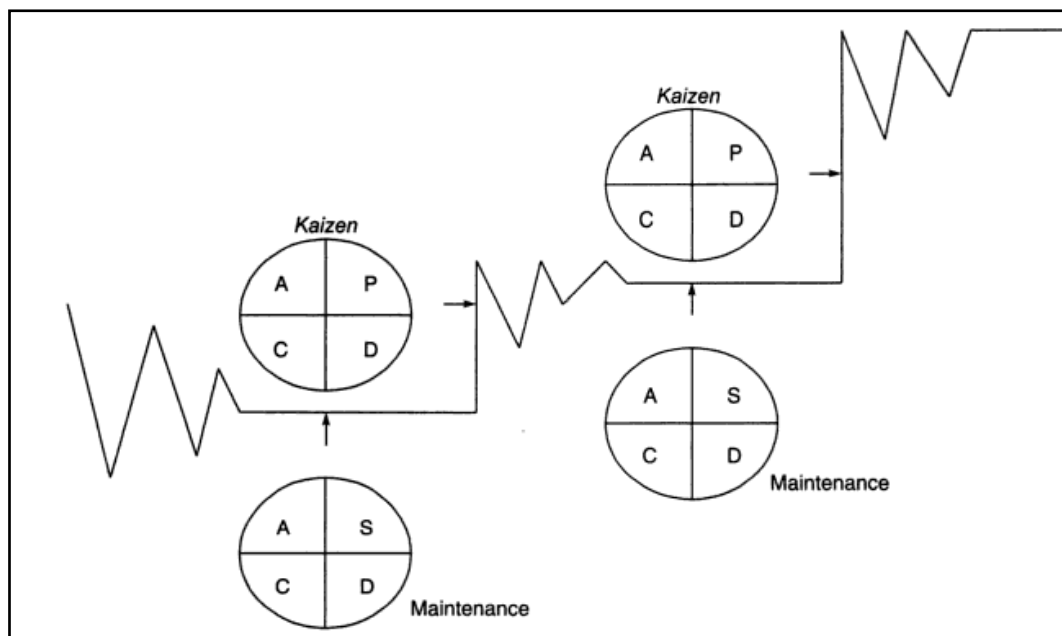 Kaizen
A P
C D
Kaizen
A P
C D
A S
C D
Maintenance
A S
C D
Maintenance